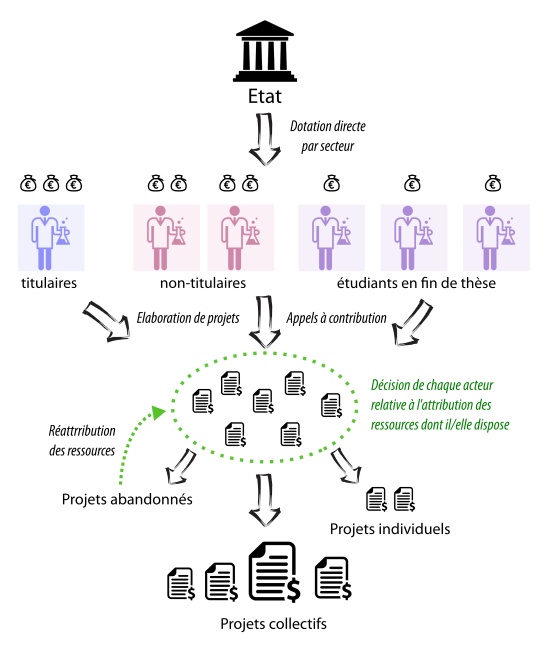 Etat
Dotation directe
par secteur
€ € € € € € € € € €
titulaires
non-titulaires
étudiants en fin de thèse
Elaboration de projets
Appels à contribution
$ $ $ $ $ $ $
Décision de chaque acteur
relative à l'attribution des
ressources dont il/elle dispose
Réattrribution
des ressources
Projets abandonnés
$ $
Projets individuels
$ $ $ $
Projets collectifs